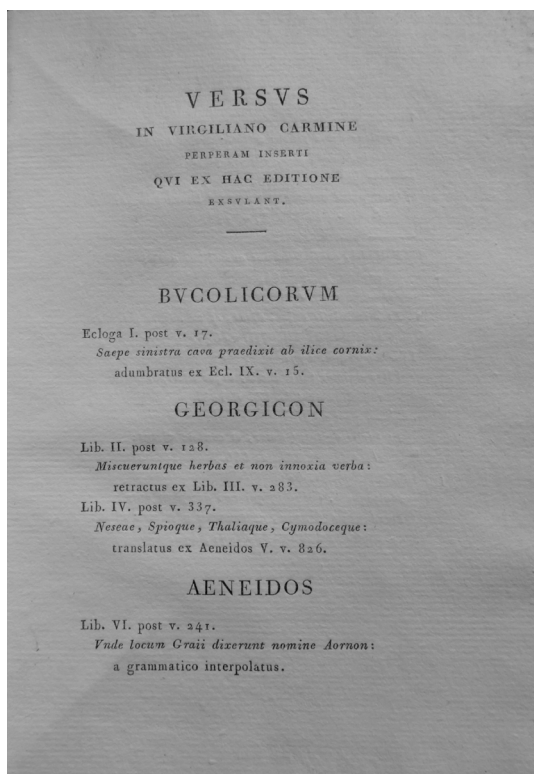 VERSVS
IN VIRGILIANO CARMINE
PERPERAM INSERTI
QVI EX HAC EDITIONE
EXSVLANT.
BVCOLICORVM
Ecloga I. post v. 17.
Saepe sinistra cava praedixit ab ilice cornix:
adumbratus ex Ecl. IX. v. 15.
GEORGICON
Lib. II. post v. 128.
Miscueruntque herbas et non innoxia verba:
retractus ex Lib. III. v. 283.
Lib. IV. post v. 337.
Neseae, Spioque, Thaliaque, Cymodoceque:
translatus ex Aeneidos V. v. 826.
AENEIDOS
Lib. VI. post v. 241.
Vnde locum Graii dixerunt nomine Aornon:
a grammatico interpolatus.